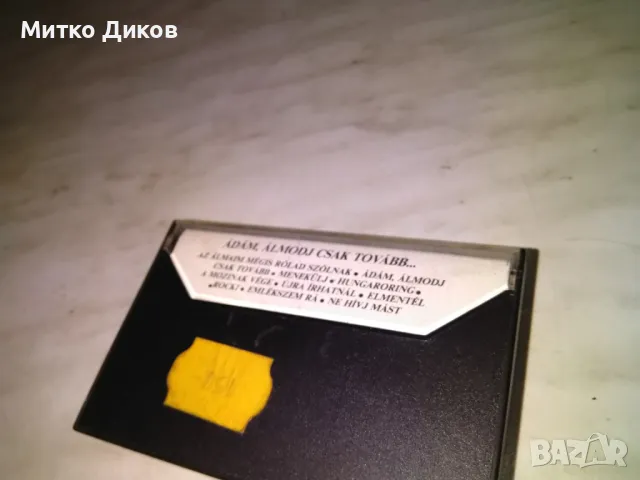 Митко Диков
ÁDÁM, ÁLMODJ CSAK TOVÁBB...
AZ ÁLMAIM MÉGIS RÓLAD SZÓLNAK • ÁDÁM, ÁLMODJ
CSAK TOVÁBB • MENEKÜLJ • HUNGARORING •
A MOZINAK VÉGE • ÚJRA ÍRHATNÁL • ELMENTÉL
• ROCKI • EMLÉKSZEM RÁ • NE HÍVJ MÁST
BAZAR